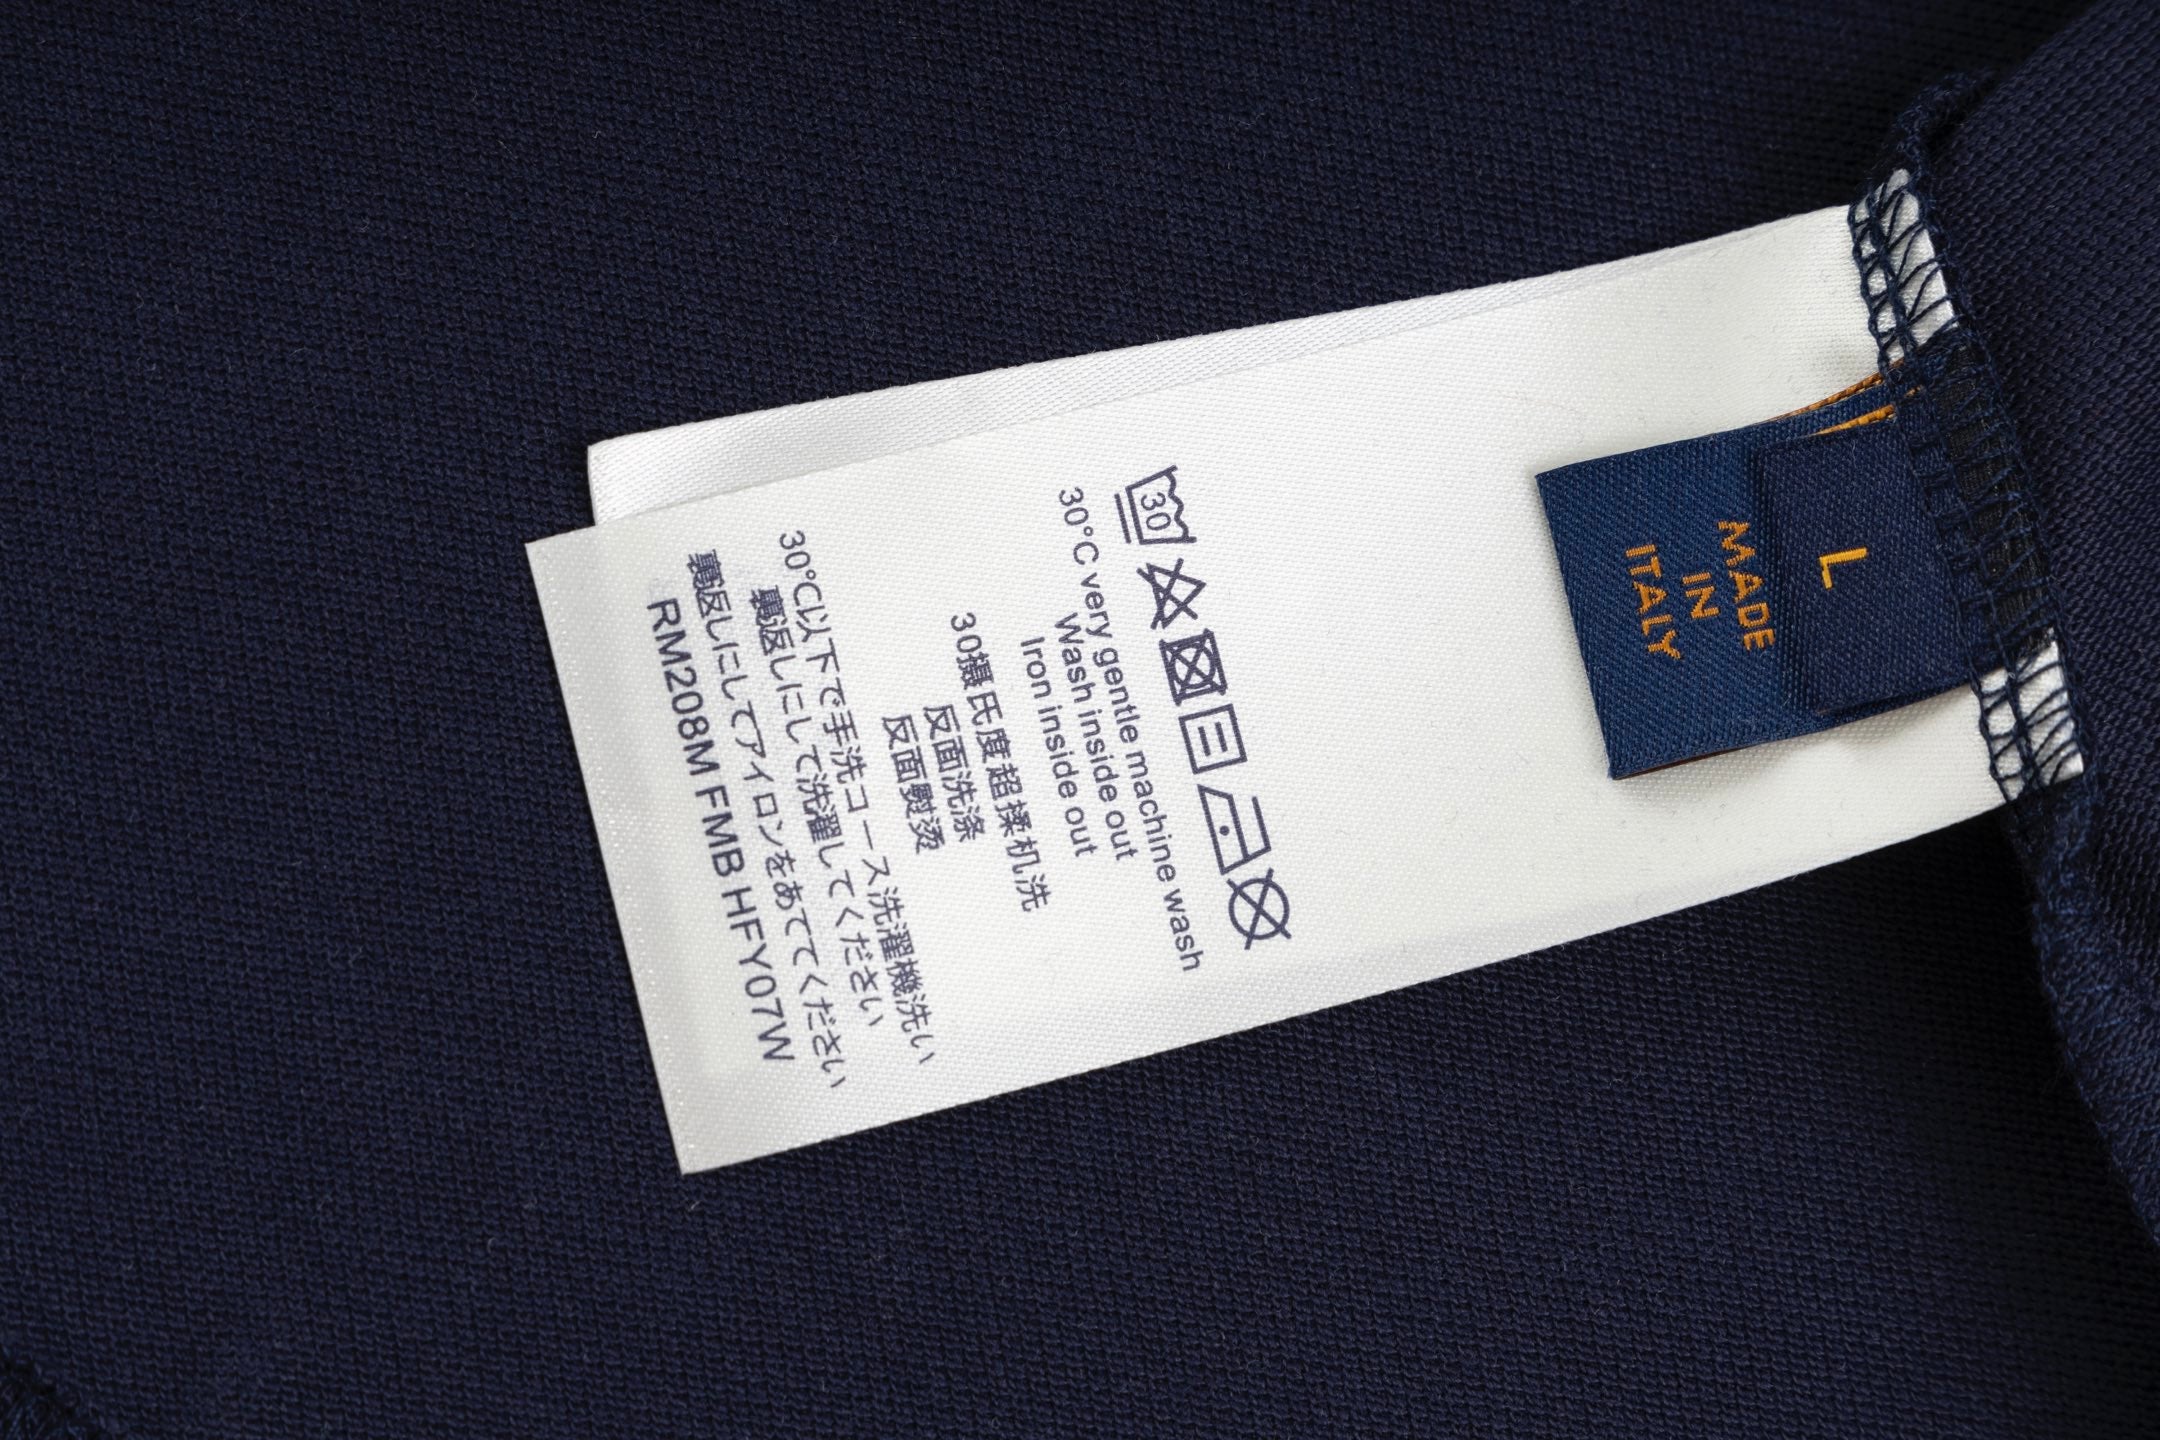 L
MADE
IN
ITALY
30
30°C very gentle machine wash
Wash inside out
Iron inside out
30摄氏度超揉机洗
反面洗涤
反面熨烫
30℃以下で手洗コース洗濯機洗い
裏返しにして洗濯してください
裏返しにしてアイロンをあててください
RM208M FMB HFY07W